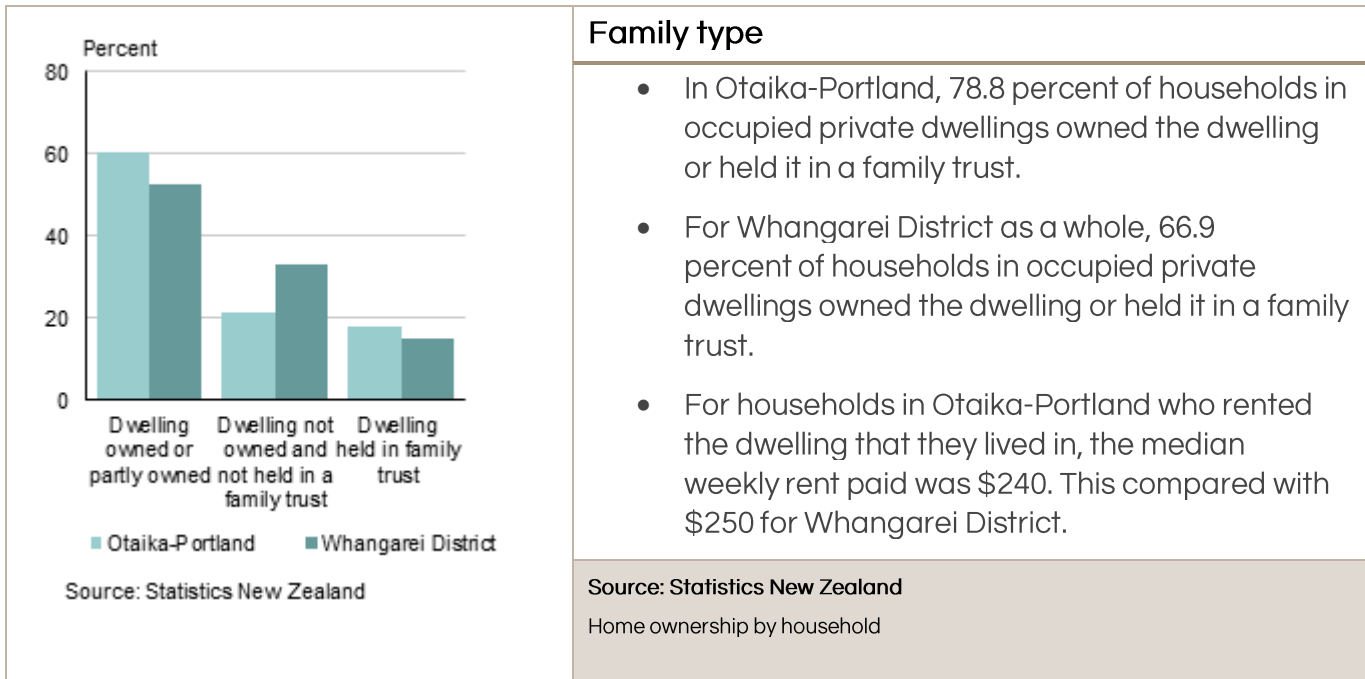 Percent
80
60
40
20
0
Dwelling owned or partly owned
Dwelling not owned and not held in a family trust
Dwelling held in family trust
Otaika-Portland
Whangarei District
Source: Statistics New Zealand
Family type
• In Otaika-Portland, 78.8 percent of households in
occupied private dwellings owned the dwelling
or held it in a family trust.
• For Whangarei District as a whole, 66.9
percent of households in occupied private
dwellings owned the dwelling or held it in a family
trust.
• For households in Otaika-Portland who rented
the dwelling that they lived in, the median
weekly rent paid was $240. This compared with
$250 for Whangarei District.
Source: Statistics New Zealand
Home ownership by household